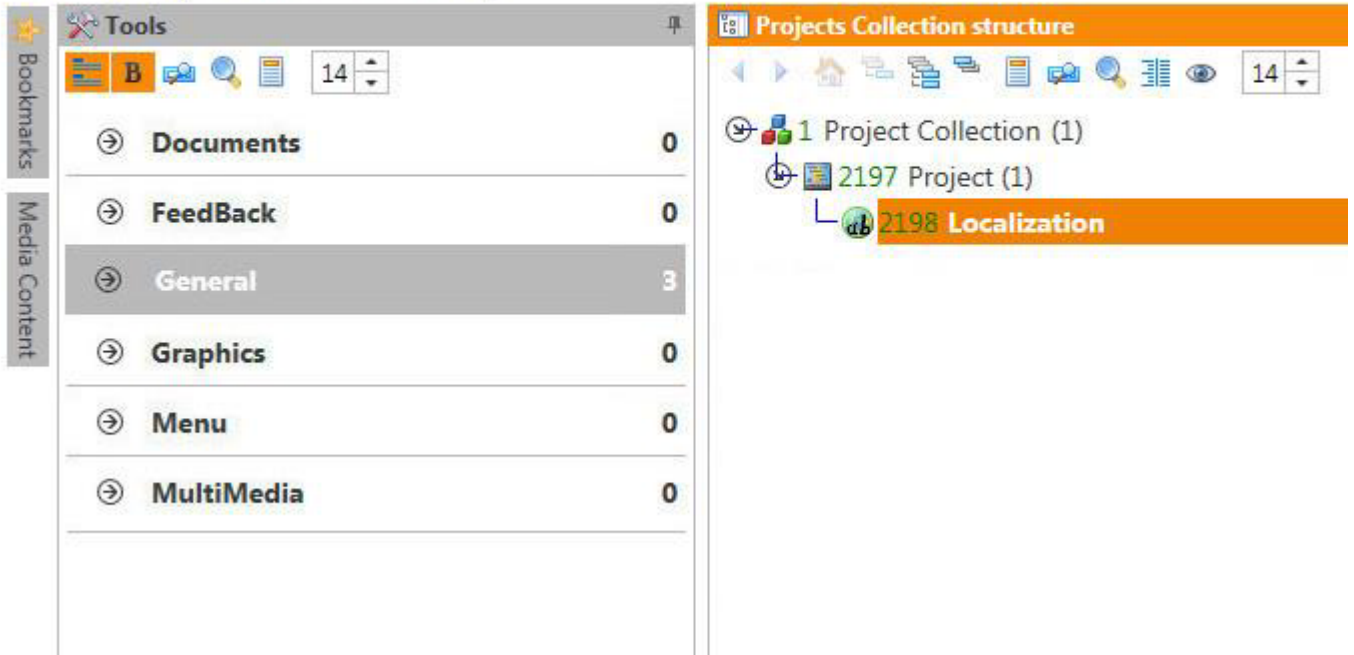 Bookmarks
Media Content
Tools
B 14
Documents 0
FeedBack 0
General 3
Graphics 0
Menu 0
MultiMedia 0
Projects Collection structure
14
1 Project Collection (1)
2197 Project (1)
ab 2198 Localization